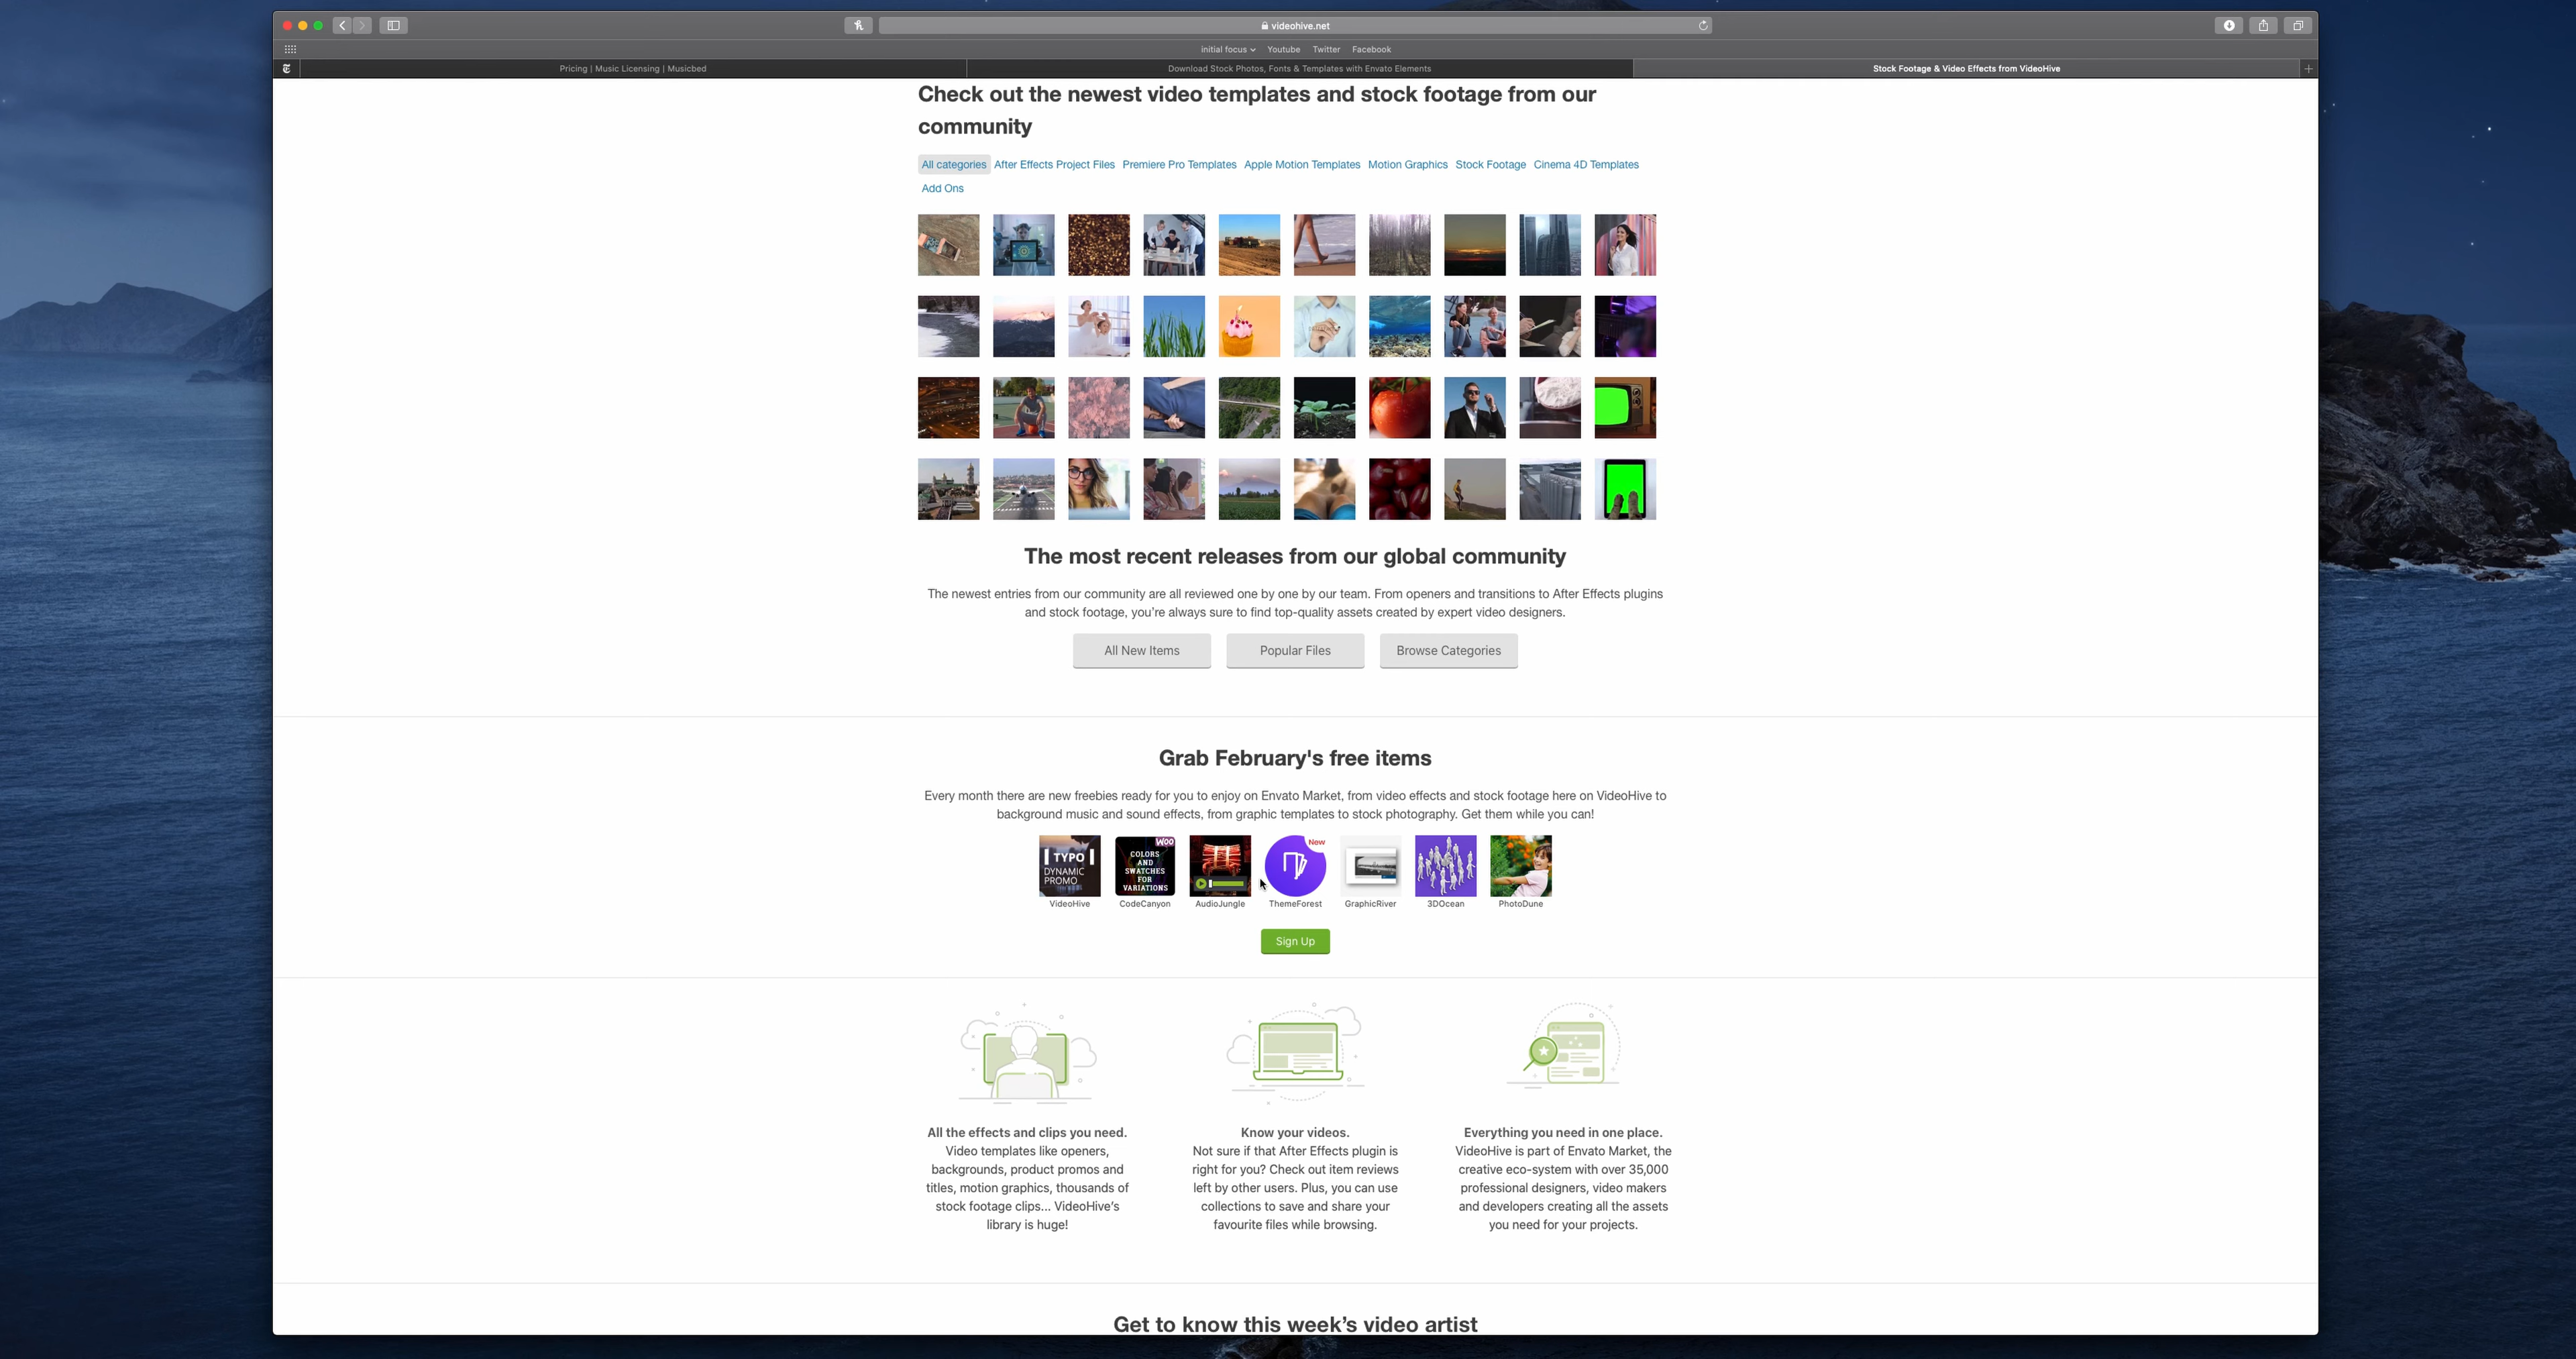 videohive.net
initial focus
Youtube
Twitter
Facebook
Pricing | Music Licensing | Musicbed
Download Stock Photos, Fonts & Templates with Envato Elements
Stock Footage & Video Effects from VideoHive
Check out the newest video templates and stock footage from our
community
All categories After Effects Project Files Premiere Pro Templates Apple Motion Templates Motion Graphics Stock Footage Cinema 4D Templates
Add Ons
The most recent releases from our global community
The newest entries from our community are all reviewed one by one by our team. From openers and transitions to After Effects plugins
and stock footage, you're always sure to find top-quality assets created by expert video designers.
All New Items
Popular Files
Browse Categories
Grab February's free items
Every month there are new freebies ready for you to enjoy on Envato Market, from video effects and stock footage here on VideoHive to
background music and sound effects, from graphic templates to stock photography. Get them while you can!
TYPO
DYNAMIC
PROMO
WOO
COLORS
AND
SWATCHES
FOR
VARIATIONS
New
VideoHive
CodeCanyon
AudioJungle
ThemeForest
GraphicRiver
3DOcean
PhotoDune
Sign Up
All the effects and clips you need.
Video templates like openers,
backgrounds, product promos and
titles, motion graphics, thousands of
stock footage clips... VideoHive's
library is huge!
Know your videos.
Not sure if that After Effects plugin is
right for you? Check out item reviews
left by other users. Plus, you can use
collections to save and share your
favourite files while browsing.
Everything you need in one place.
VideoHive is part of Envato Market, the
creative eco-system with over 35,000
professional designers, video makers
and developers creating all the assets
you need for your projects.
Get to know this week's video artist